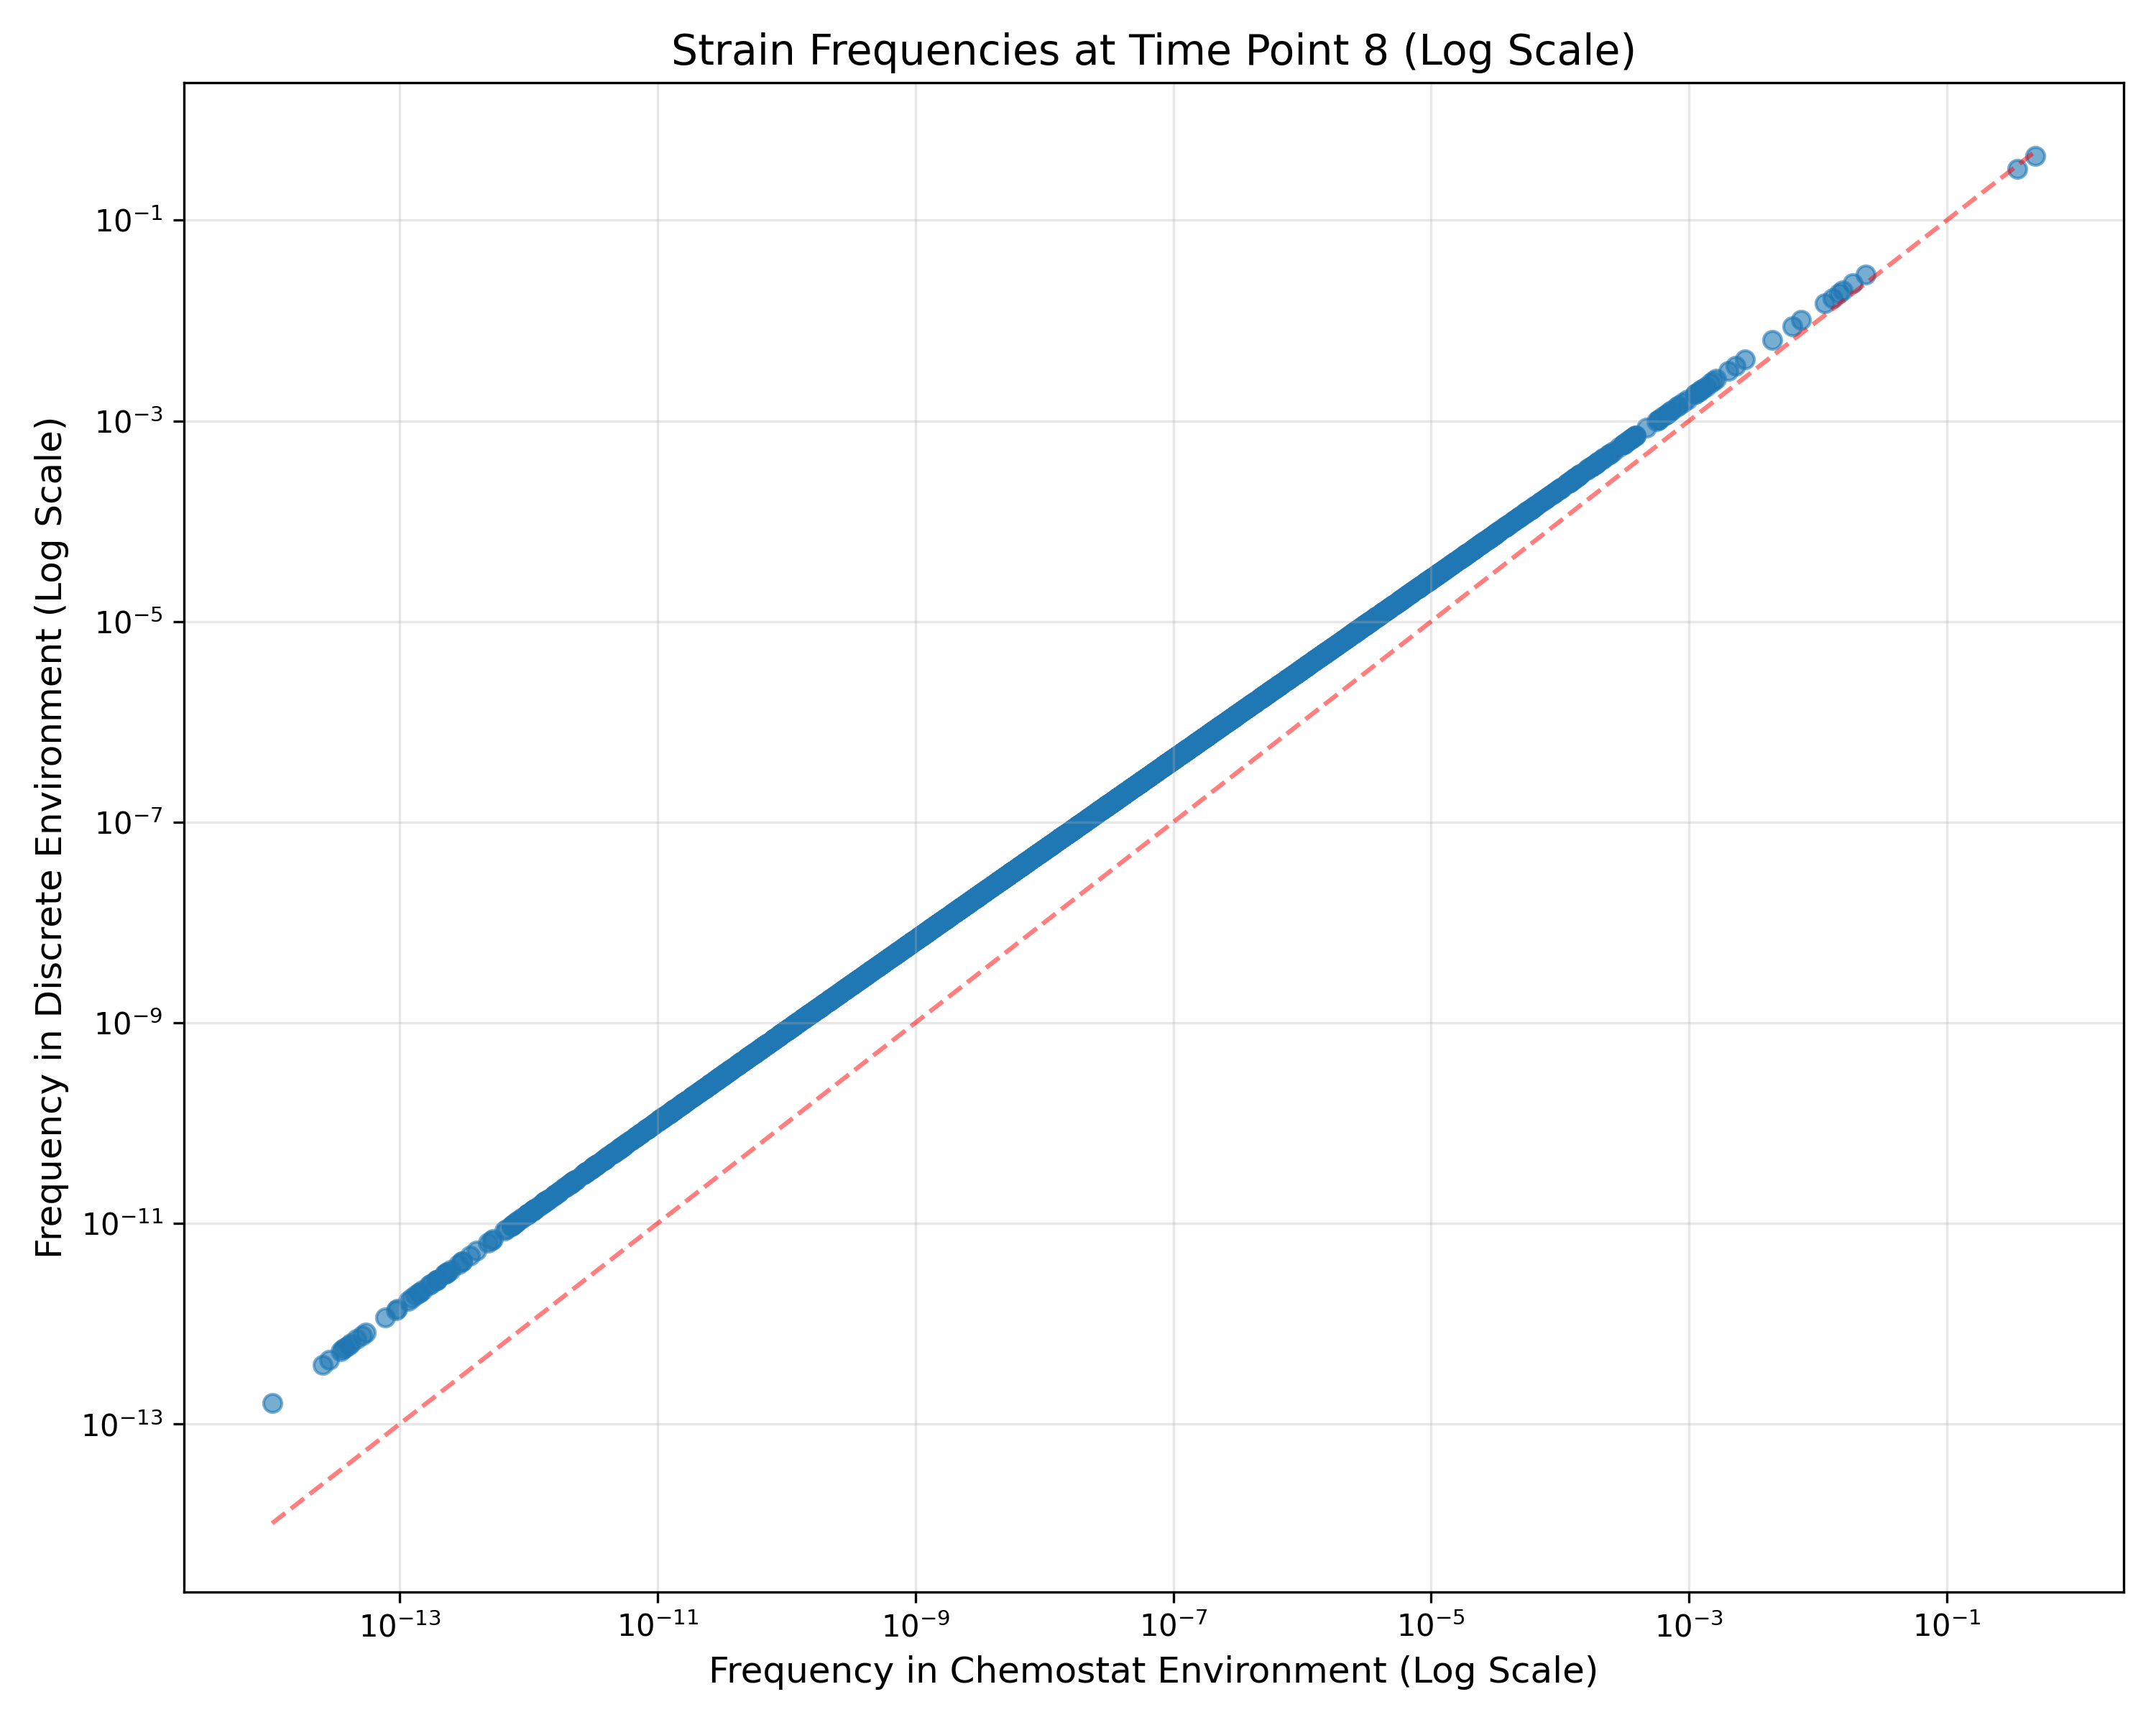 Strain Frequencies at Time Point 8 (Log Scale)
Frequency in Discrete Environment (Log Scale)
10⁻¹
10⁻³
10⁻⁵
10⁻⁷
10⁻⁹
10⁻¹¹
10⁻¹³
10⁻¹³ 10⁻¹¹ 10⁻⁹ 10⁻⁷ 10⁻⁵ 10⁻³ 10⁻¹
Frequency in Chemostat Environment (Log Scale)